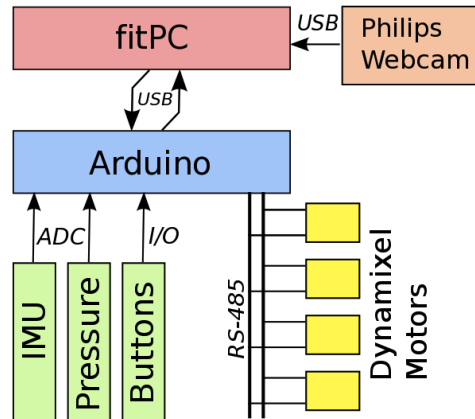 fitPC
USB
Philips
Webcam
USB
Arduino
ADC
I/O
IMU
Pressure
Buttons
RS-485
Dynamixel
Motors